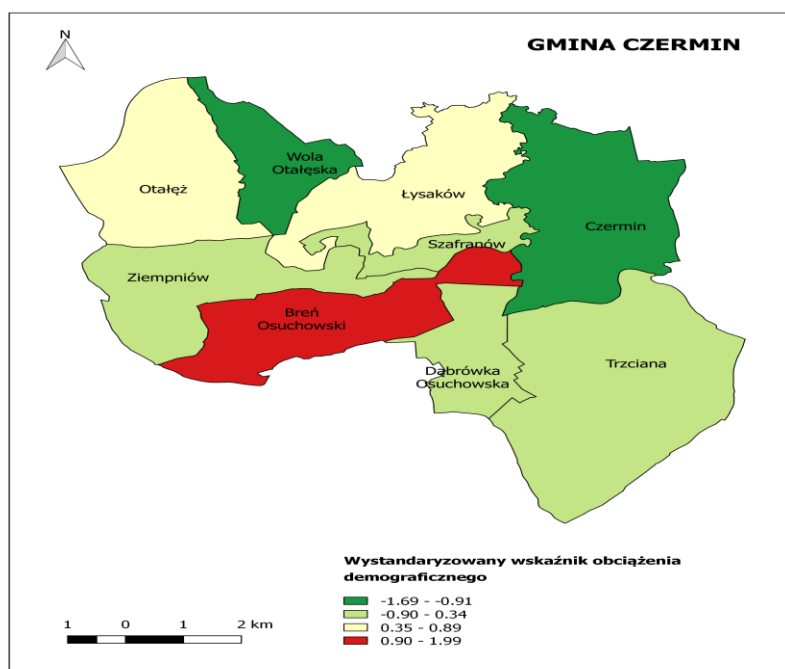 N
GMINA CZERMIN
Wola
Otałęska
Otałęż
Łysaków
Czermin
Szafranów
Ziempniów
Breń
Osuchowski
Dąbrówka
Osuchowska
Trzciana
Wystandaryzowany wskaźnik obciążenia
demograficznego
-1.69 - -0.91
-0.90 - 0.34
0.35 - 0.89
0.90 - 1.99
1 0 1 2 km